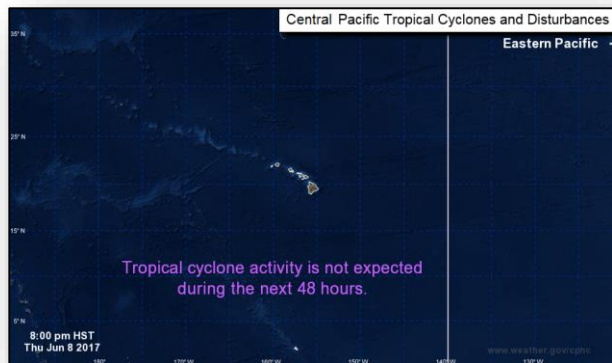 Central Pacific Tropical Cyclones and Disturbances
Eastern Pacific
35° N
25° N
15° N
Tropical cyclone activity is not expected
during the next 48 hours.
5° N
8:00 pm HST
Thu Jun 8 2017
www.weather.gov/cphc
180°
170° W
160° W
150° W
140° W
130° W